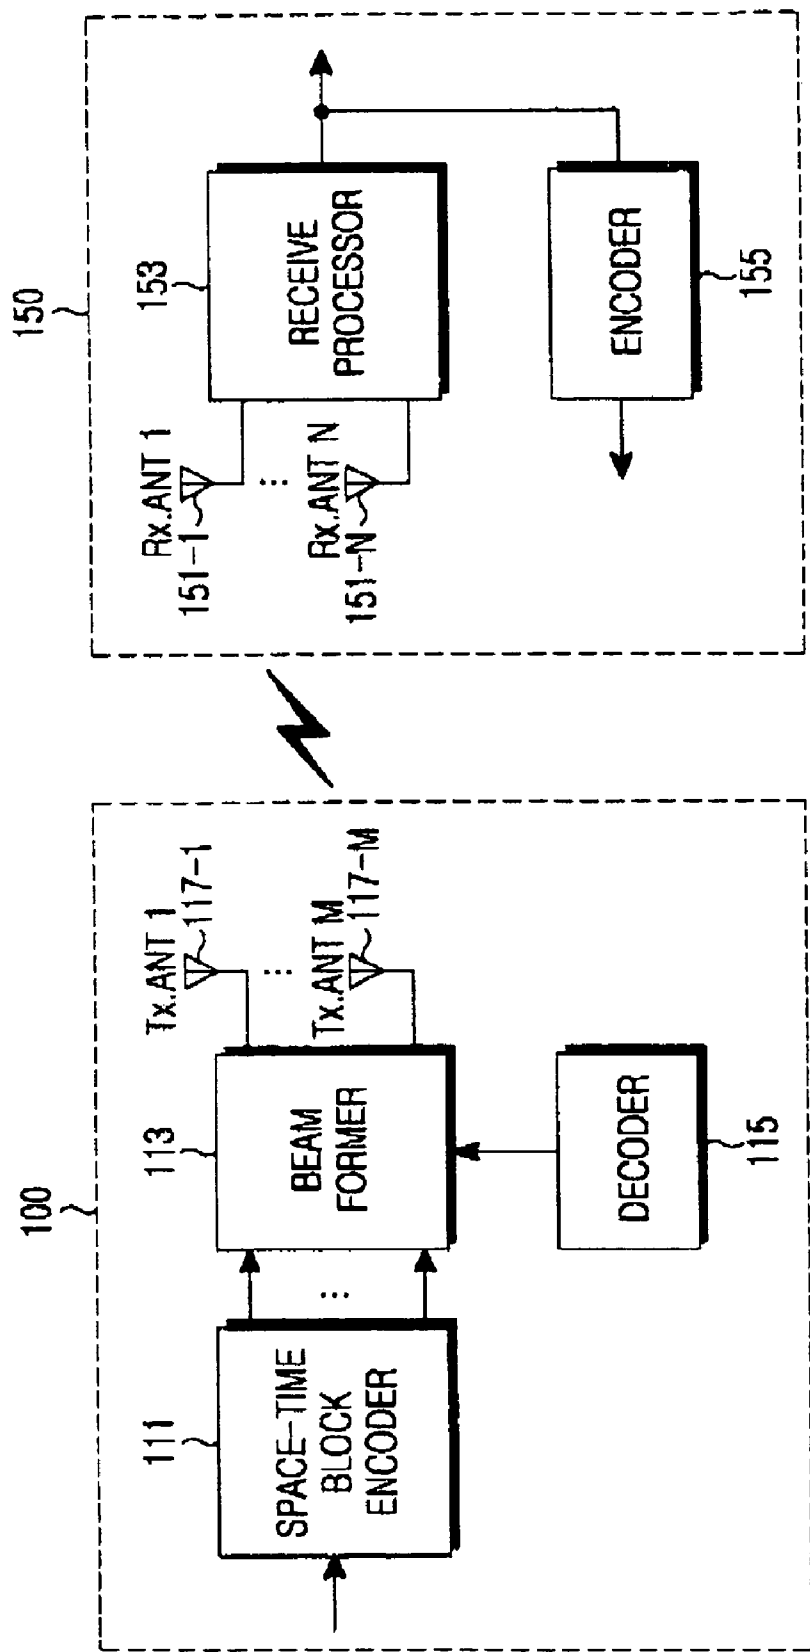 100
111
SPACE-TIME
BLOCK
ENCODER
...
113
BEAM
FORMER
Tx.ANT 1
117-1
...
Tx.ANT M
117-M
DECODER
115
150
Rx.ANT 1
151-1
...
Rx.ANT N
151-N
153
RECEIVE
PROCESSOR
ENCODER
155